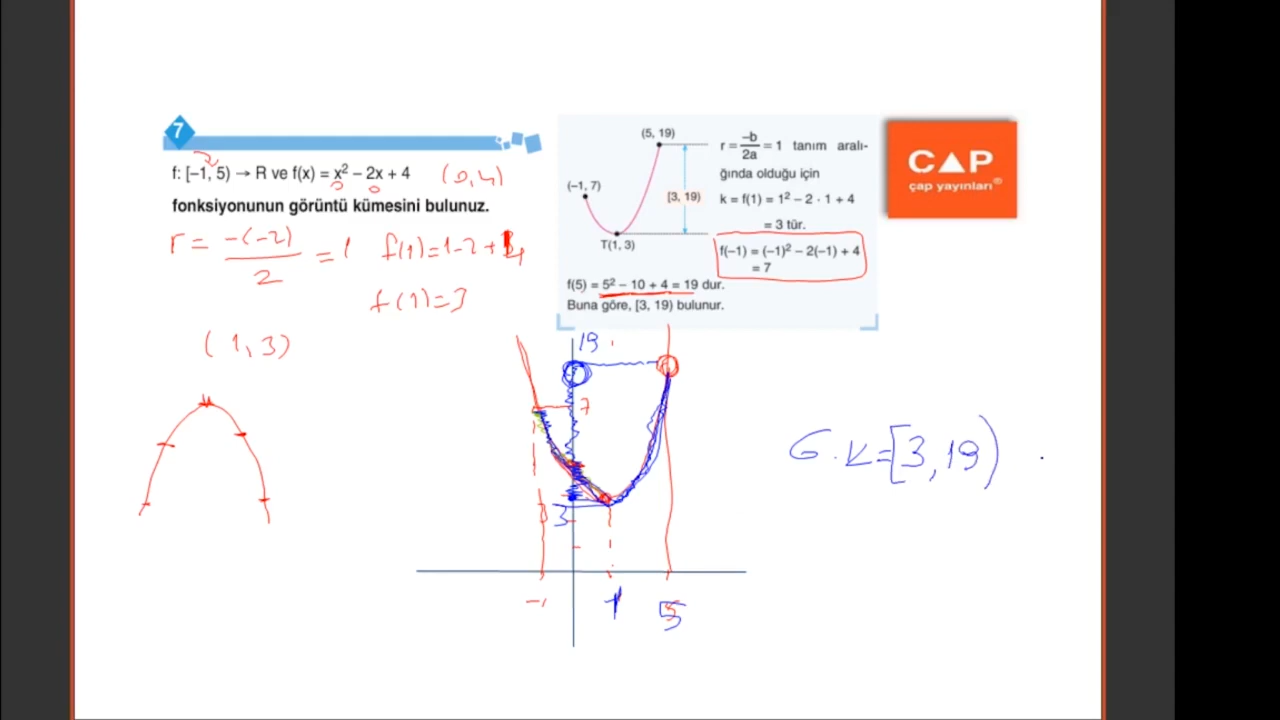 7
f: [−1, 5) → R ve f(x) = x² − 2x + 4
(0,4)
fonksiyonunun görüntü kümesini bulunuz.
r = -(-2)/2 = 1
f(1)=1-2+4
f(1)=3
(1,3)
(5, 19)
(−1, 7)
[3, 19)
T(1, 3)
r = −b/2a = 1 tanım aralı-
ğında olduğu için
k = f(1) = 1² − 2 · 1 + 4
= 3 tür.
f(−1) = (−1)² − 2(−1) + 4
= 7
f(5) = 5² − 10 + 4 = 19 dur.
Buna göre, [3, 19) bulunur.
CAP
çap yayınları®
19
7
3
-1
1
5
G.K=[3,19)